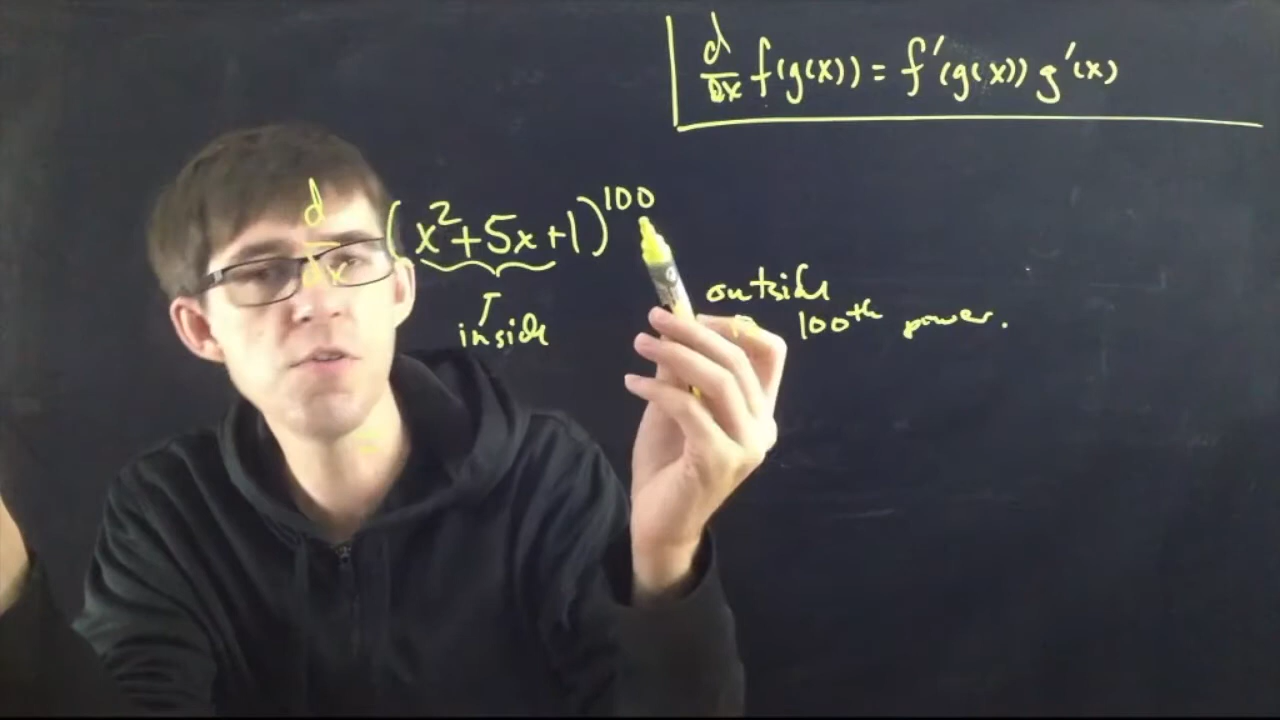 d/dx f(g(x)) = f'(g(x)) g'(x)
d/dx (x²+5x+1)¹⁰⁰
inside
outside
100ᵗʰ power.